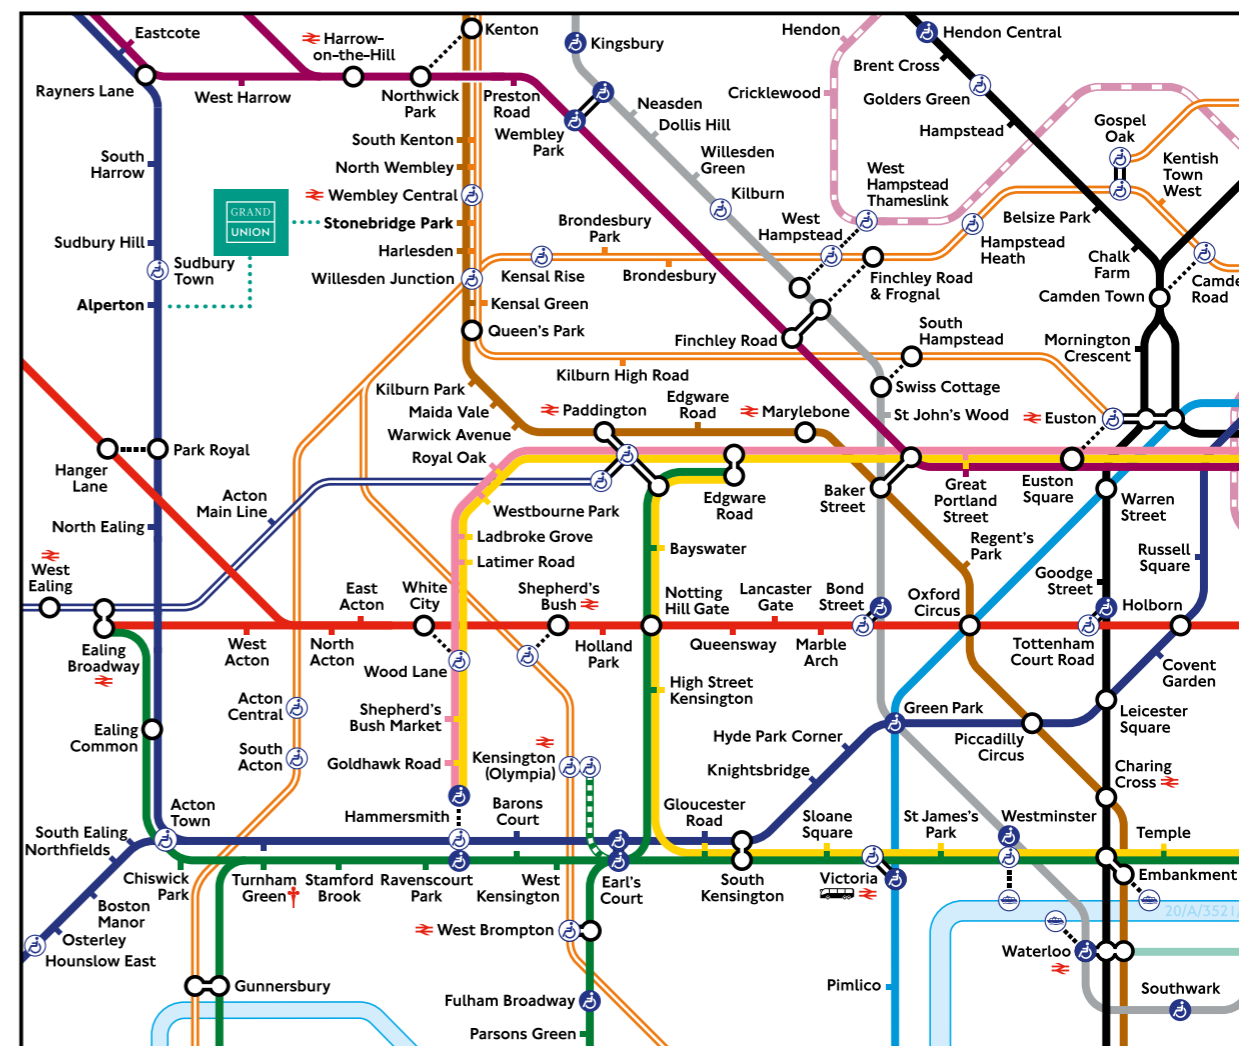 Eastcote
Harrow-
on-the-Hill
Kenton
Kingsbury
Hendon
Hendon Central
Rayners Lane
West Harrow
Northwick
Park
Preston
Road
Wembley
Park
Neasden
Dollis Hill
Cricklewood
Brent Cross
Golders Green
Hampstead
Gospel
Oak
Kentish
Town
West
South
Harrow
South Kenton
North Wembley
Wembley Central
Stonebridge Park
Harlesden
Willesden Junction
Willesden
Green
Kilburn
West
Hampstead
Thameslink
West
Hampstead
Belsize Park
Hampstead
Heath
GRAND
UNION
Sudbury Hill
Sudbury
Town
Alperton
Brondesbury
Park
Kensal Rise
Brondesbury
Finchley Road
& Frognal
Chalk
Farm
Camden Town
Camde
Road
Kensal Green
Queen's Park
Finchley Road
South
Hampstead
Mornington
Crescent
Kilburn High Road
Kilburn Park
Maida Vale
Warwick Avenue
Royal Oak
Paddington
Edgware
Road
Marylebone
Swiss Cottage
St John's Wood
Euston
Hanger
Lane
Park Royal
Acton
Main Line
North Ealing
Westbourne Park
Ladbroke Grove
Latimer Road
Edgware
Road
Baker
Street
Great
Portland
Street
Euston
Square
Warren
Street
Bayswater
Regent's
Park
Russell
Square
West
Ealing
East
Acton
White
City
Shepherd's
Bush
Notting
Hill Gate
Lancaster
Gate
Bond
Street
Oxford
Circus
Goodge
Street
Holborn
Ealing
Broadway
West
Acton
North
Acton
Wood Lane
Holland
Park
Queensway
Marble
Arch
Tottenham
Court Road
Covent
Garden
Acton
Central
South
Acton
Ealing
Common
Shepherd's
Bush Market
Goldhawk Road
High Street
Kensington
Kensington
(Olympia)
Green Park
Hyde Park Corner
Knightsbridge
Piccadilly
Circus
Leicester
Square
Charing
Cross
Acton
Town
South Ealing
Northfields
Hammersmith
Barons
Court
Gloucester
Road
Sloane
Square
St James's
Park
Westminster
Temple
Chiswick
Park
Turnham
Green
Stamford
Brook
Ravenscourt
Park
West
Kensington
Earl's
Court
South
Kensington
Victoria
Embankment
Boston
Manor
Osterley
Hounslow East
West Brompton
20/A/3521/
Waterloo
Gunnersbury
Fulham Broadway
Parsons Green
Pimlico
Southwark